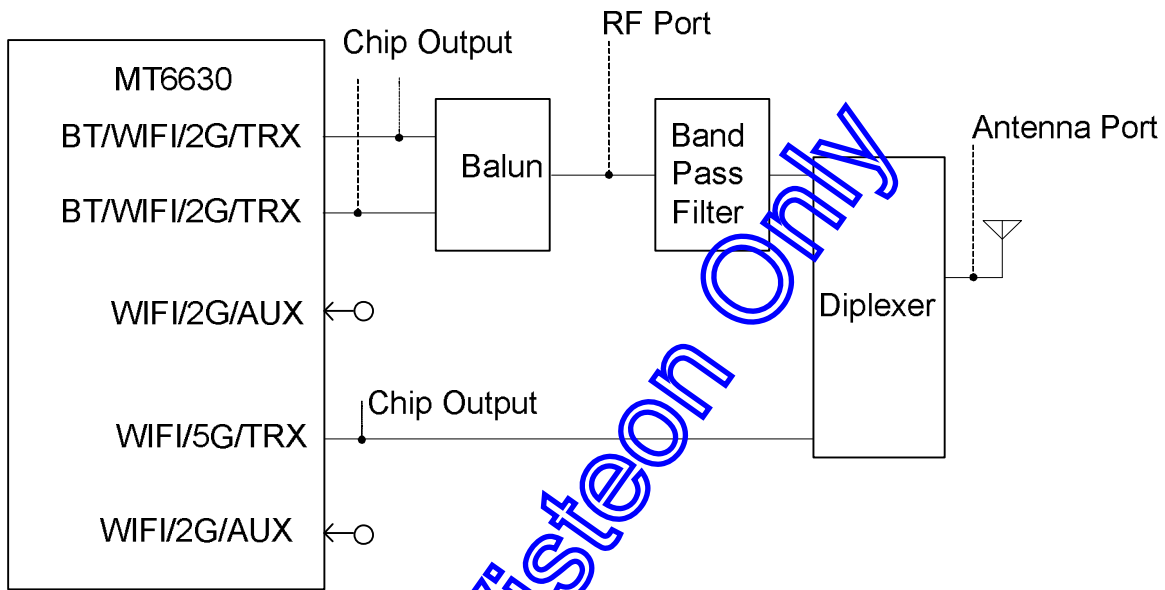 RF Port
Chip Output
MT6630
BT/WIFI/2G/TRX
Balun
Band
Pass
Filter
Antenna Port
BT/WIFI/2G/TRX
WIFI/2G/AUX
Diplexer
Chip Output
WIFI/5G/TRX
WIFI/2G/AUX
isteon Only